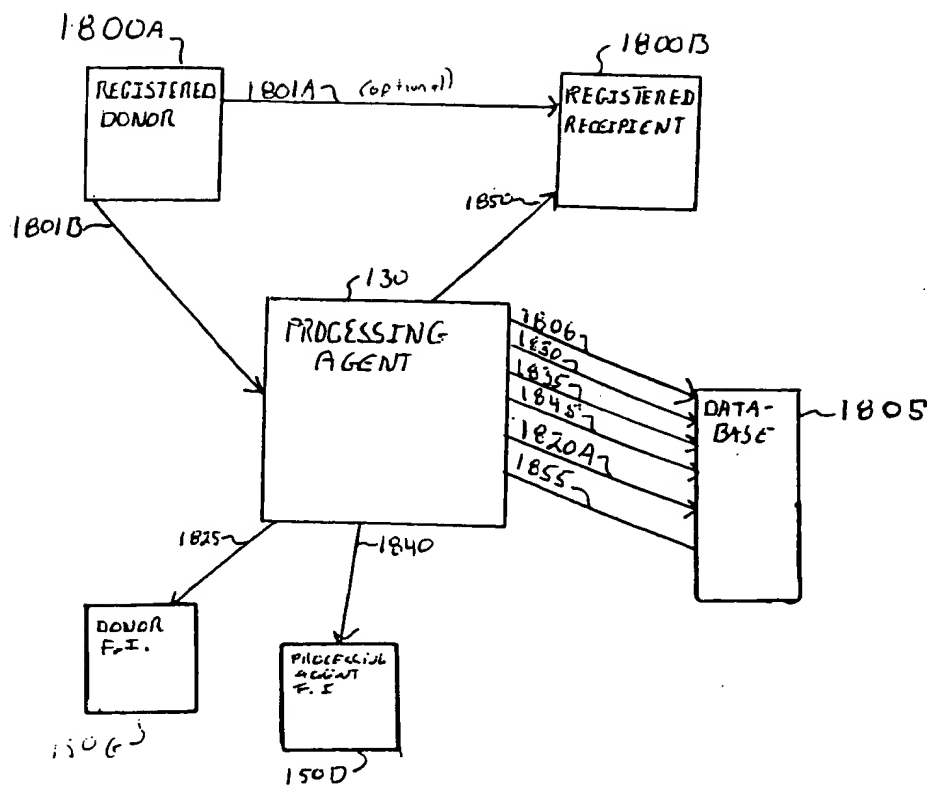 1800A
1800B
REGISTERED
DONOR
1801A
(optional)
REGISTERED
RECEIPIENT
1801B
1850
130
PROCESSING
AGENT
1806
1830
1835
1845
1820A
1855
DATA-
BASE
1805
1825
1840
DONOR
F.I.
PROCESSING
AGENT
F.I
150D